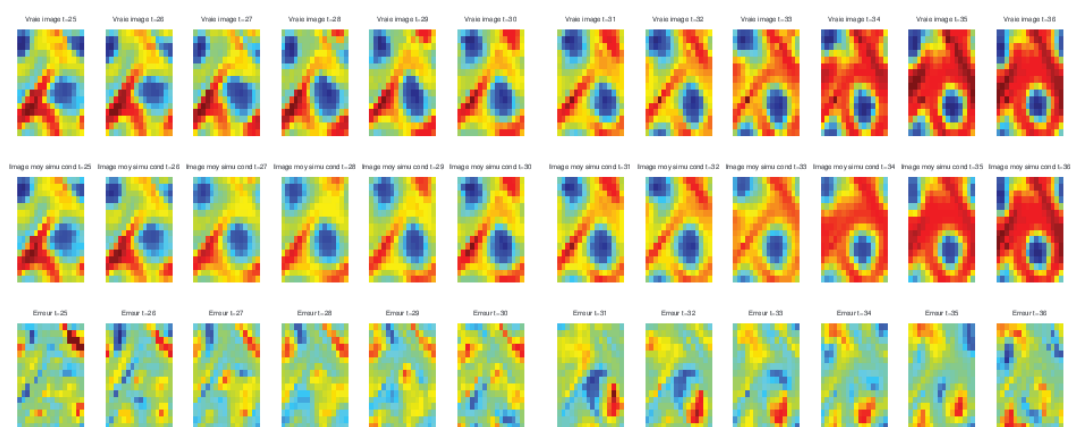 Vraie image t=25 Vraie image t=26 Vraie image t=27 Vraie image t=28 Vraie image t=29 Vraie image t=30 Vraie image t=31 Vraie image t=32 Vraie image t=33 Vraie image t=34 Vraie image t=35 Vraie image t=36
Image moy simu cond t=25 Image moy simu cond t=26 Image moy simu cond t=27 Image moy simu cond t=28 Image moy simu cond t=29 Image moy simu cond t=30 Image moy simu cond t=31 Image moy simu cond t=32 Image moy simu cond t=33 Image moy simu cond t=34 Image moy simu cond t=35 Image moy simu cond t=36
Erreur t=25 Erreur t=26 Erreur t=27 Erreur t=28 Erreur t=29 Erreur t=30 Erreur t=31 Erreur t=32 Erreur t=33 Erreur t=34 Erreur t=35 Erreur t=36